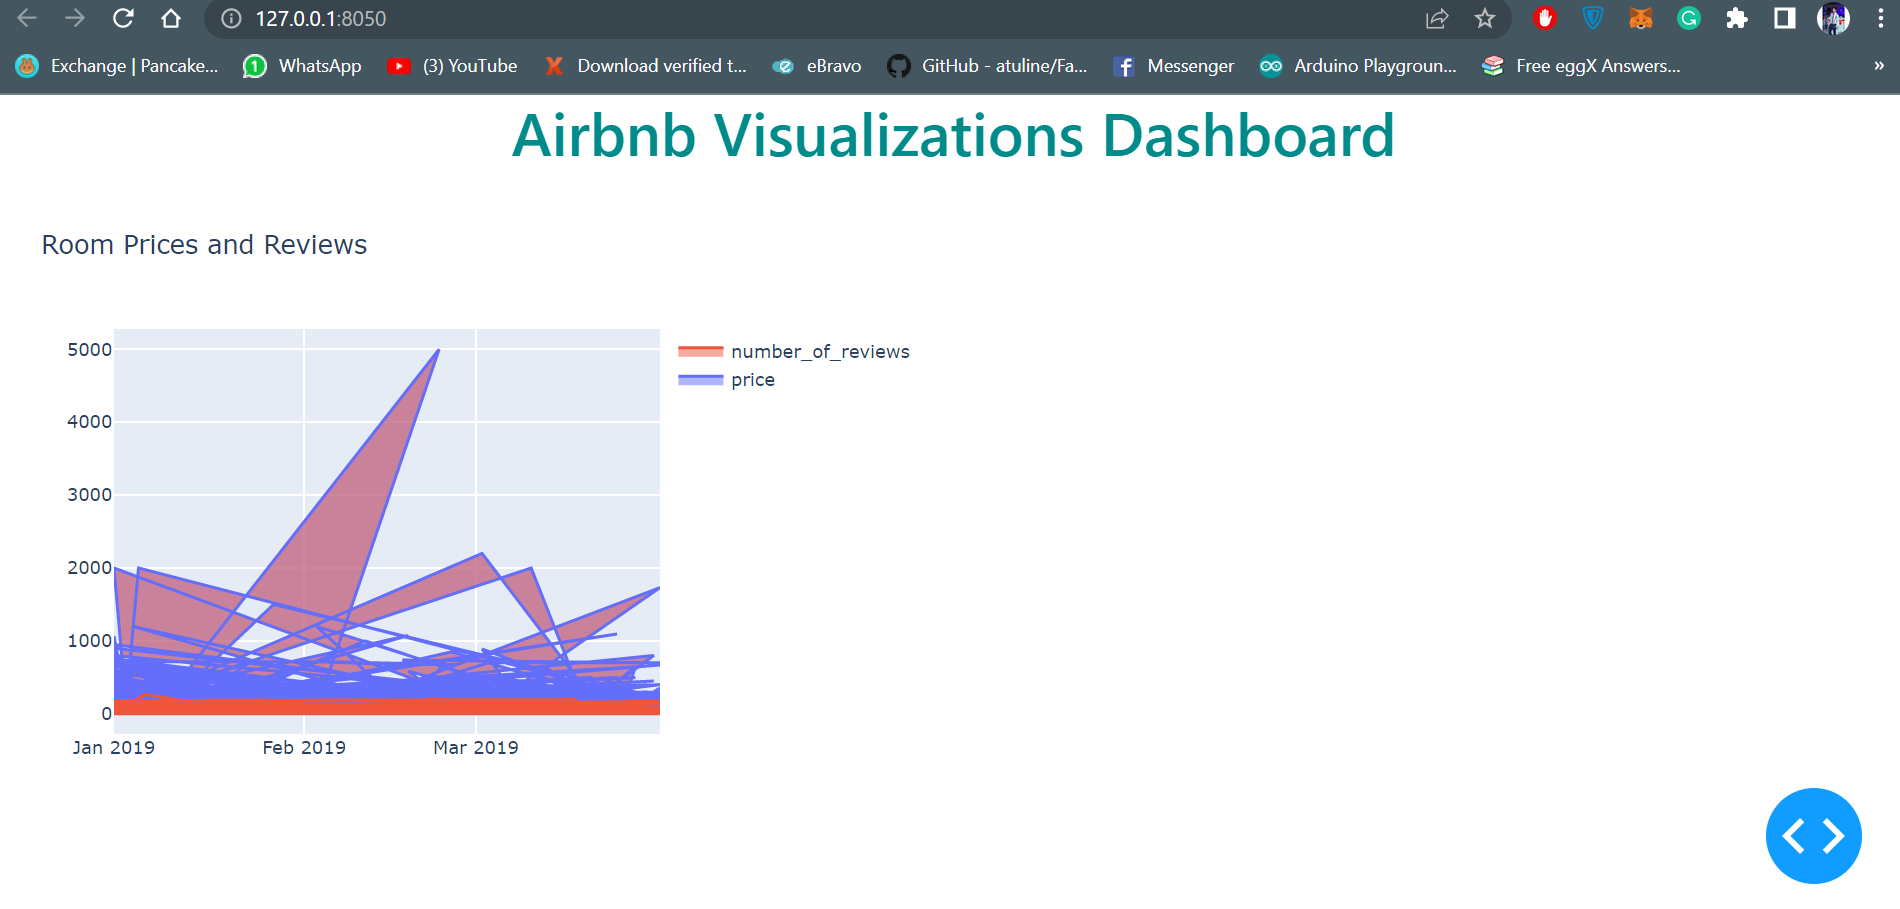 127.0.0.1:8050
Exchange | Pancake... WhatsApp (3) YouTube Download verified t... eBravo GitHub - atuline/Fa... Messenger Arduino Playgroun... Free eggX Answers... »
Airbnb Visualizations Dashboard
Room Prices and Reviews
5000
4000
3000
2000
1000
0
Jan 2019 Feb 2019 Mar 2019
number_of_reviews
price